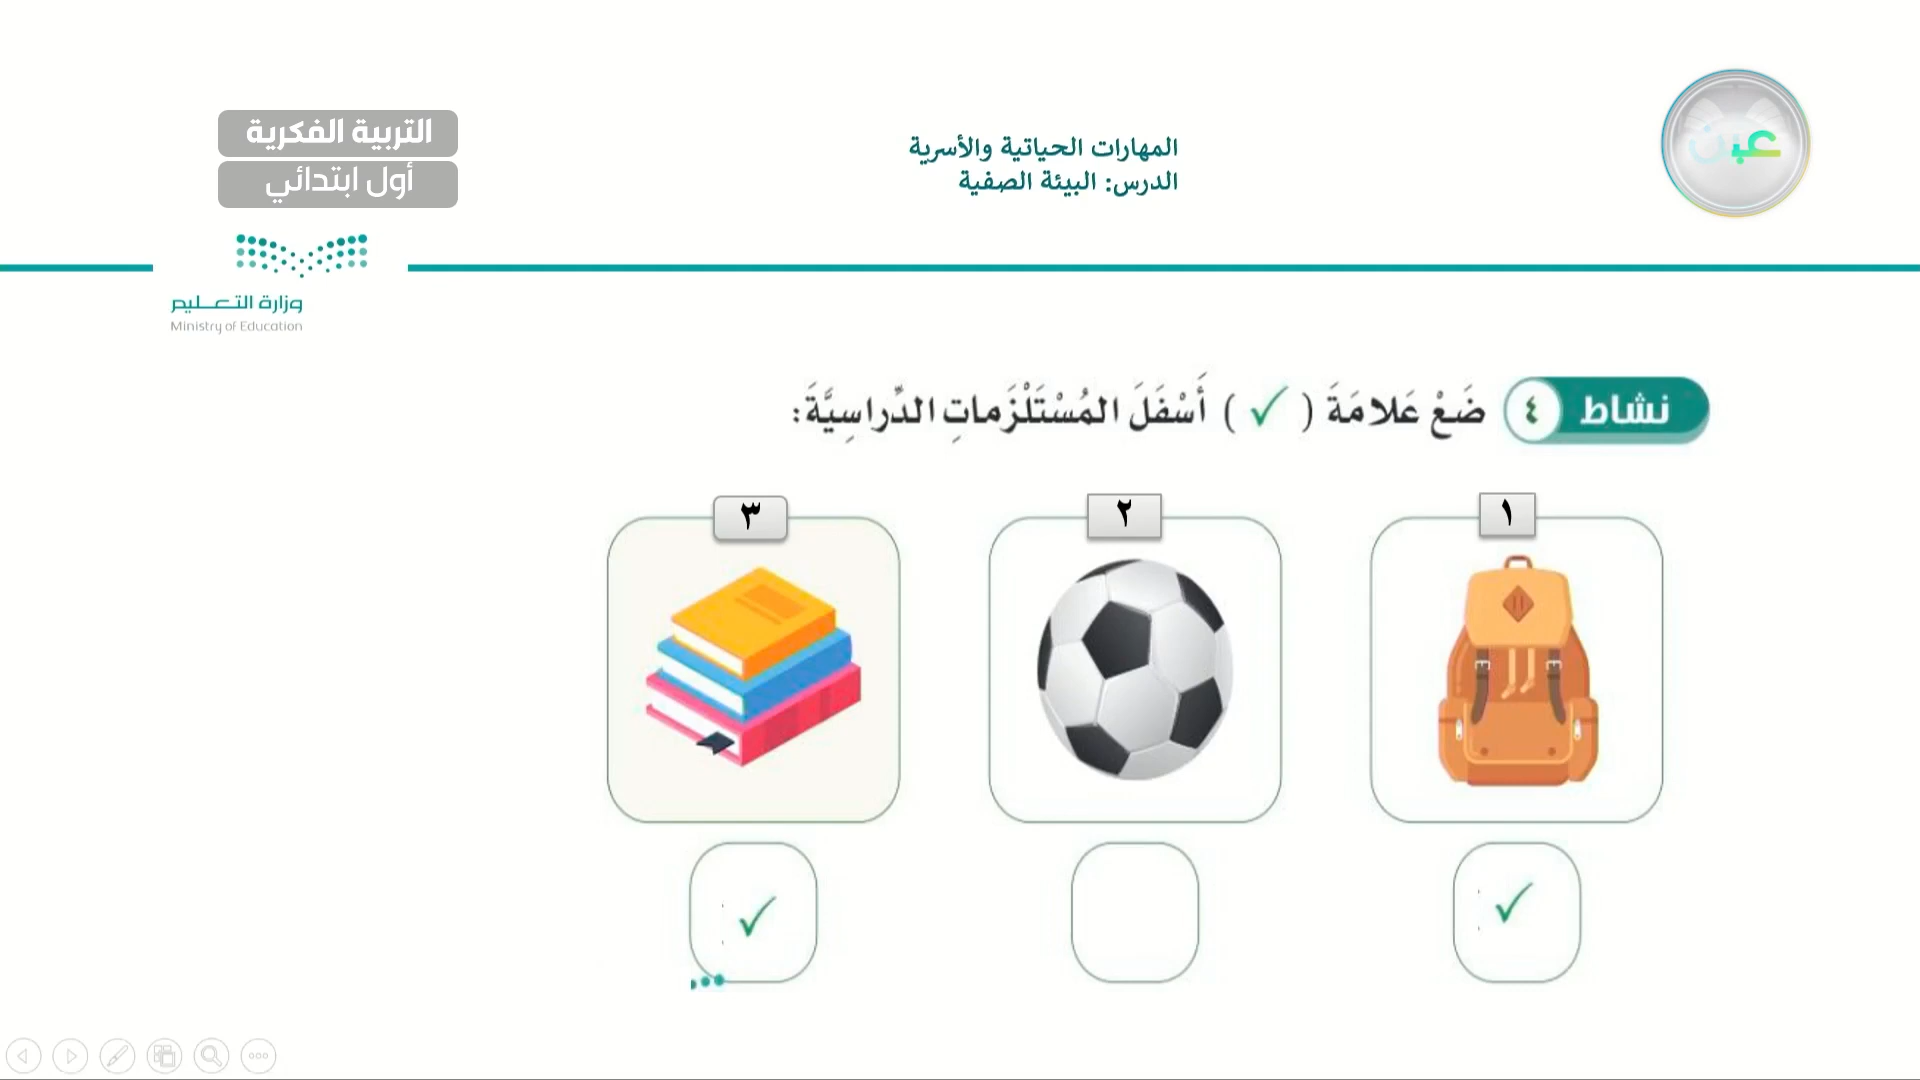 التربية الفكرية
أول ابتدائي
المهارات الحياتية والأسرية
الدرس: البيئة الصفية
عين
وزارة التعليم
Ministry of Education
نشاط ٤
ضَعْ عَلامَةَ ( ✓ ) أَسْفَلَ المُسْتَلْزَماتِ الدِّراسِيَّةَ:
١
٢
٣